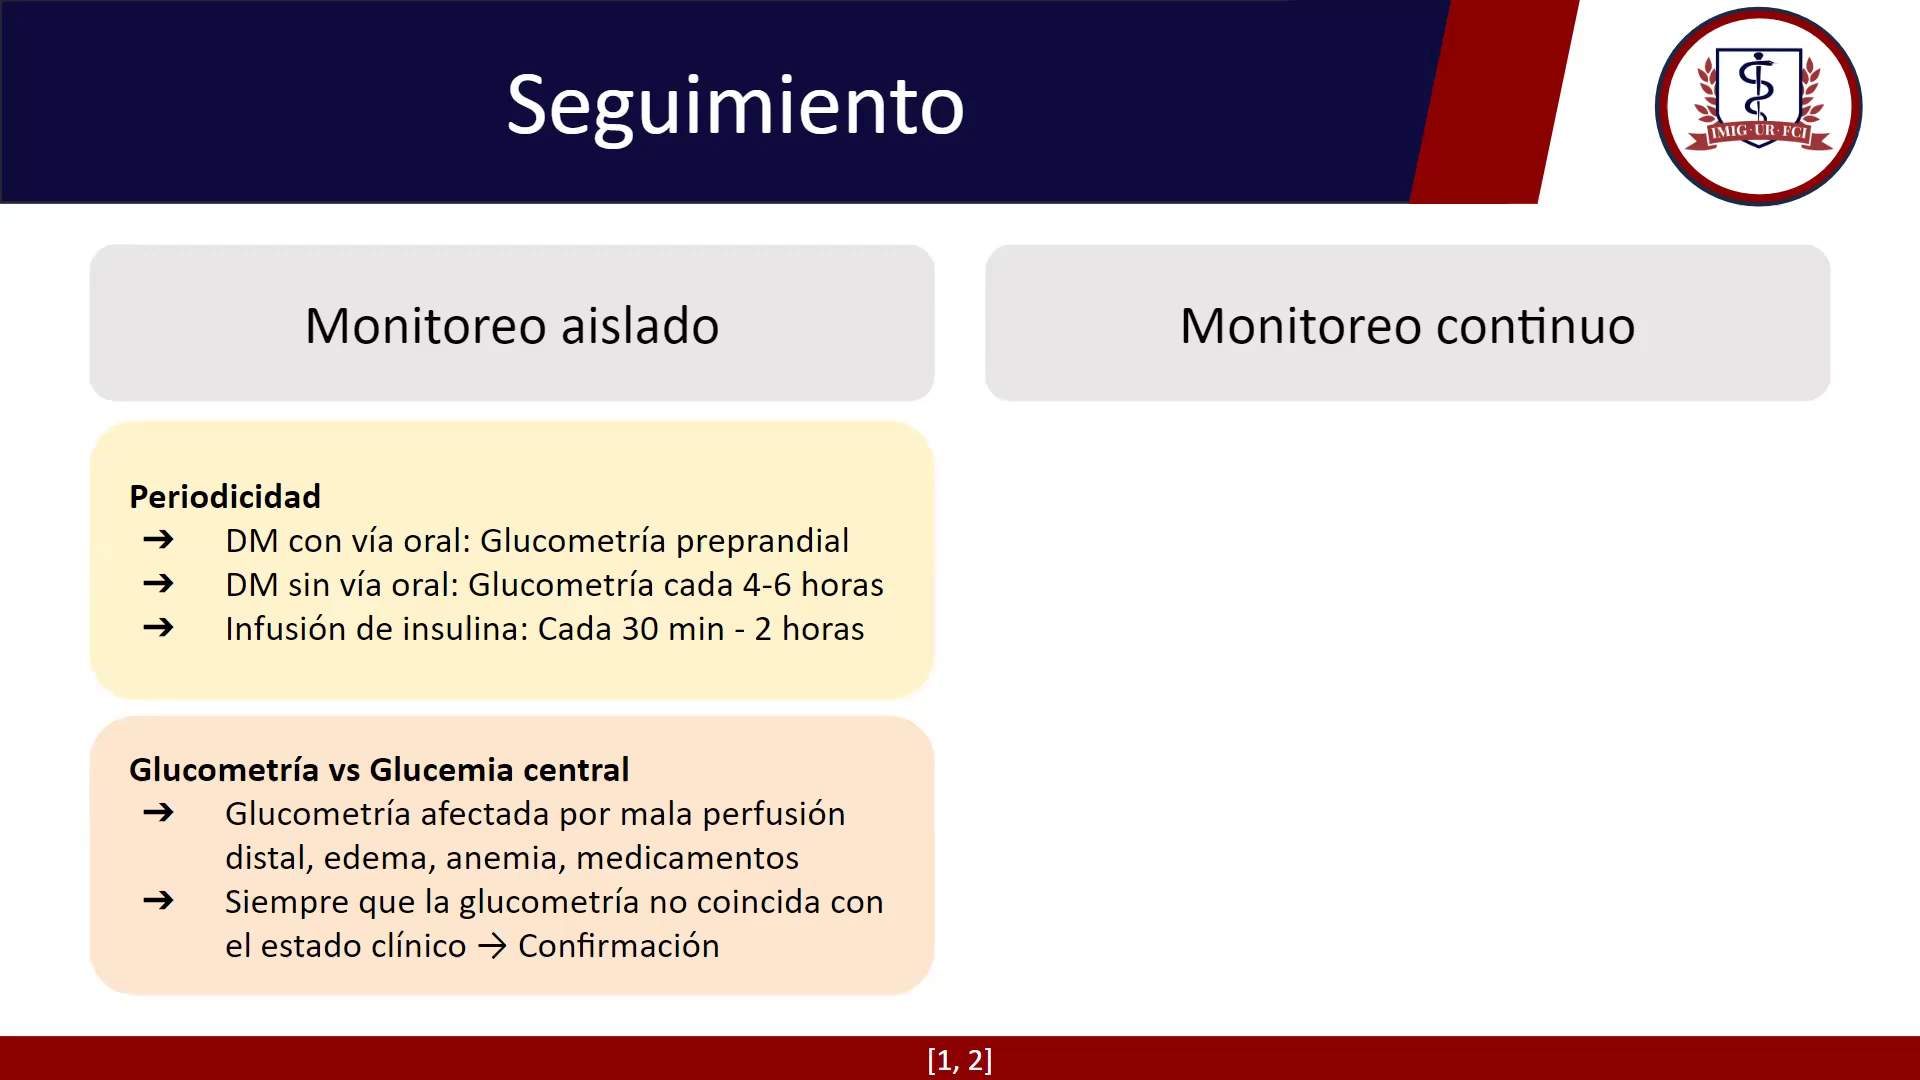 Seguimiento
IMIG·UR·FCI
Monitoreo aislado
Monitoreo continuo
Periodicidad
➔ DM con vía oral: Glucometría preprandial
➔ DM sin vía oral: Glucometría cada 4-6 horas
➔ Infusión de insulina: Cada 30 min - 2 horas
Glucometría vs Glucemia central
➔ Glucometría afectada por mala perfusión
distal, edema, anemia, medicamentos
➔ Siempre que la glucometría no coincida con
el estado clínico → Confirmación
[1, 2]